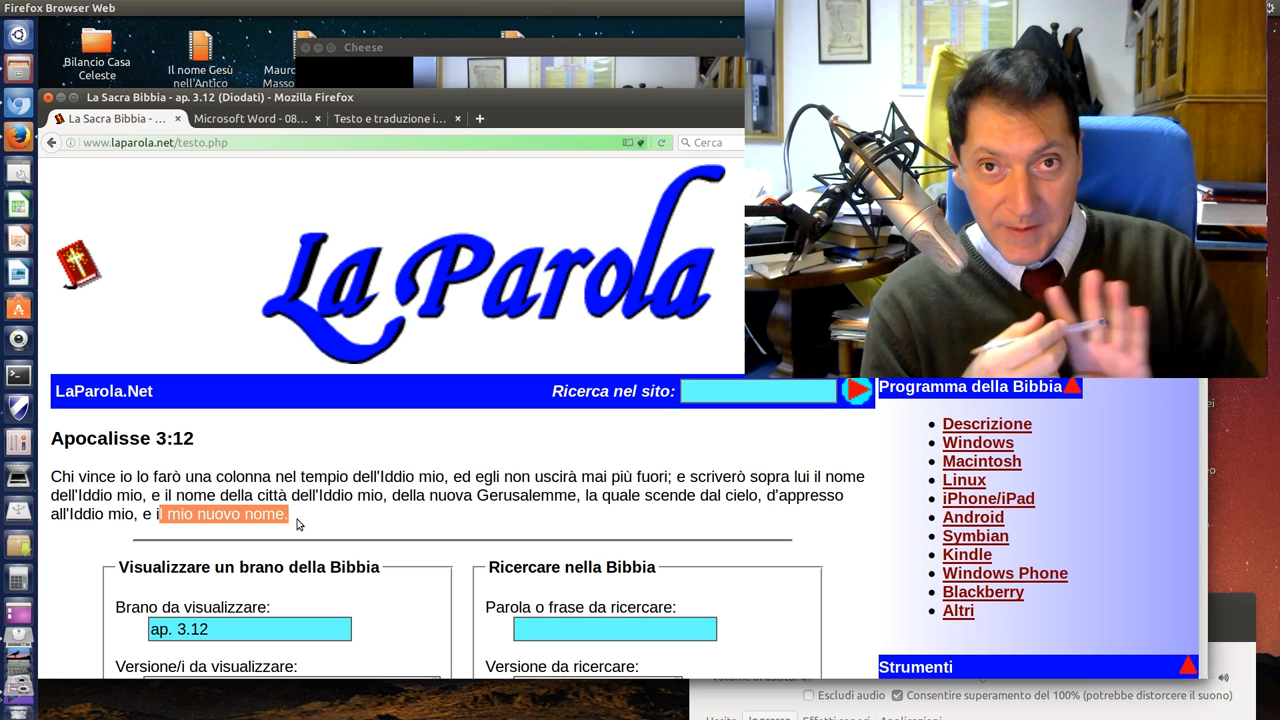 Firefox Browser Web
Bilancio Casa
Celeste
Il nome Gesù
nell'Antico
Mauro
Masso
Cheese
La Sacra Bibbia - ap. 3.12 (Diodati) - Mozilla Firefox
La Sacra Bibbia - ... × Microsoft Word - 08... × Testo e traduzione i... × +
www.laparola.net/testo.php
Cerca
La Parola
LaParola.Net
Ricerca nel sito:
Programma della Bibbia
Descrizione
Windows
Macintosh
Linux
iPhone/iPad
Android
Symbian
Kindle
Windows Phone
Blackberry
Altri
Strumenti
Apocalisse 3:12
Chi vince io lo farò una colonna nel tempio dell'Iddio mio, ed egli non uscirà mai più fuori; e scriverò sopra lui il nome
dell'Iddio mio, e il nome della città dell'Iddio mio, della nuova Gerusalemme, la quale scende dal cielo, d'appresso
all'Iddio mio, e il mio nuovo nome.
Visualizzare un brano della Bibbia
Brano da visualizzare:
ap. 3.12
Versione/i da visualizzare:
Ricercare nella Bibbia
Parola o frase da ricercare:
Versione da ricercare:
Escludi audio
Consentire superamento del 100% (potrebbe distorcere il suono)